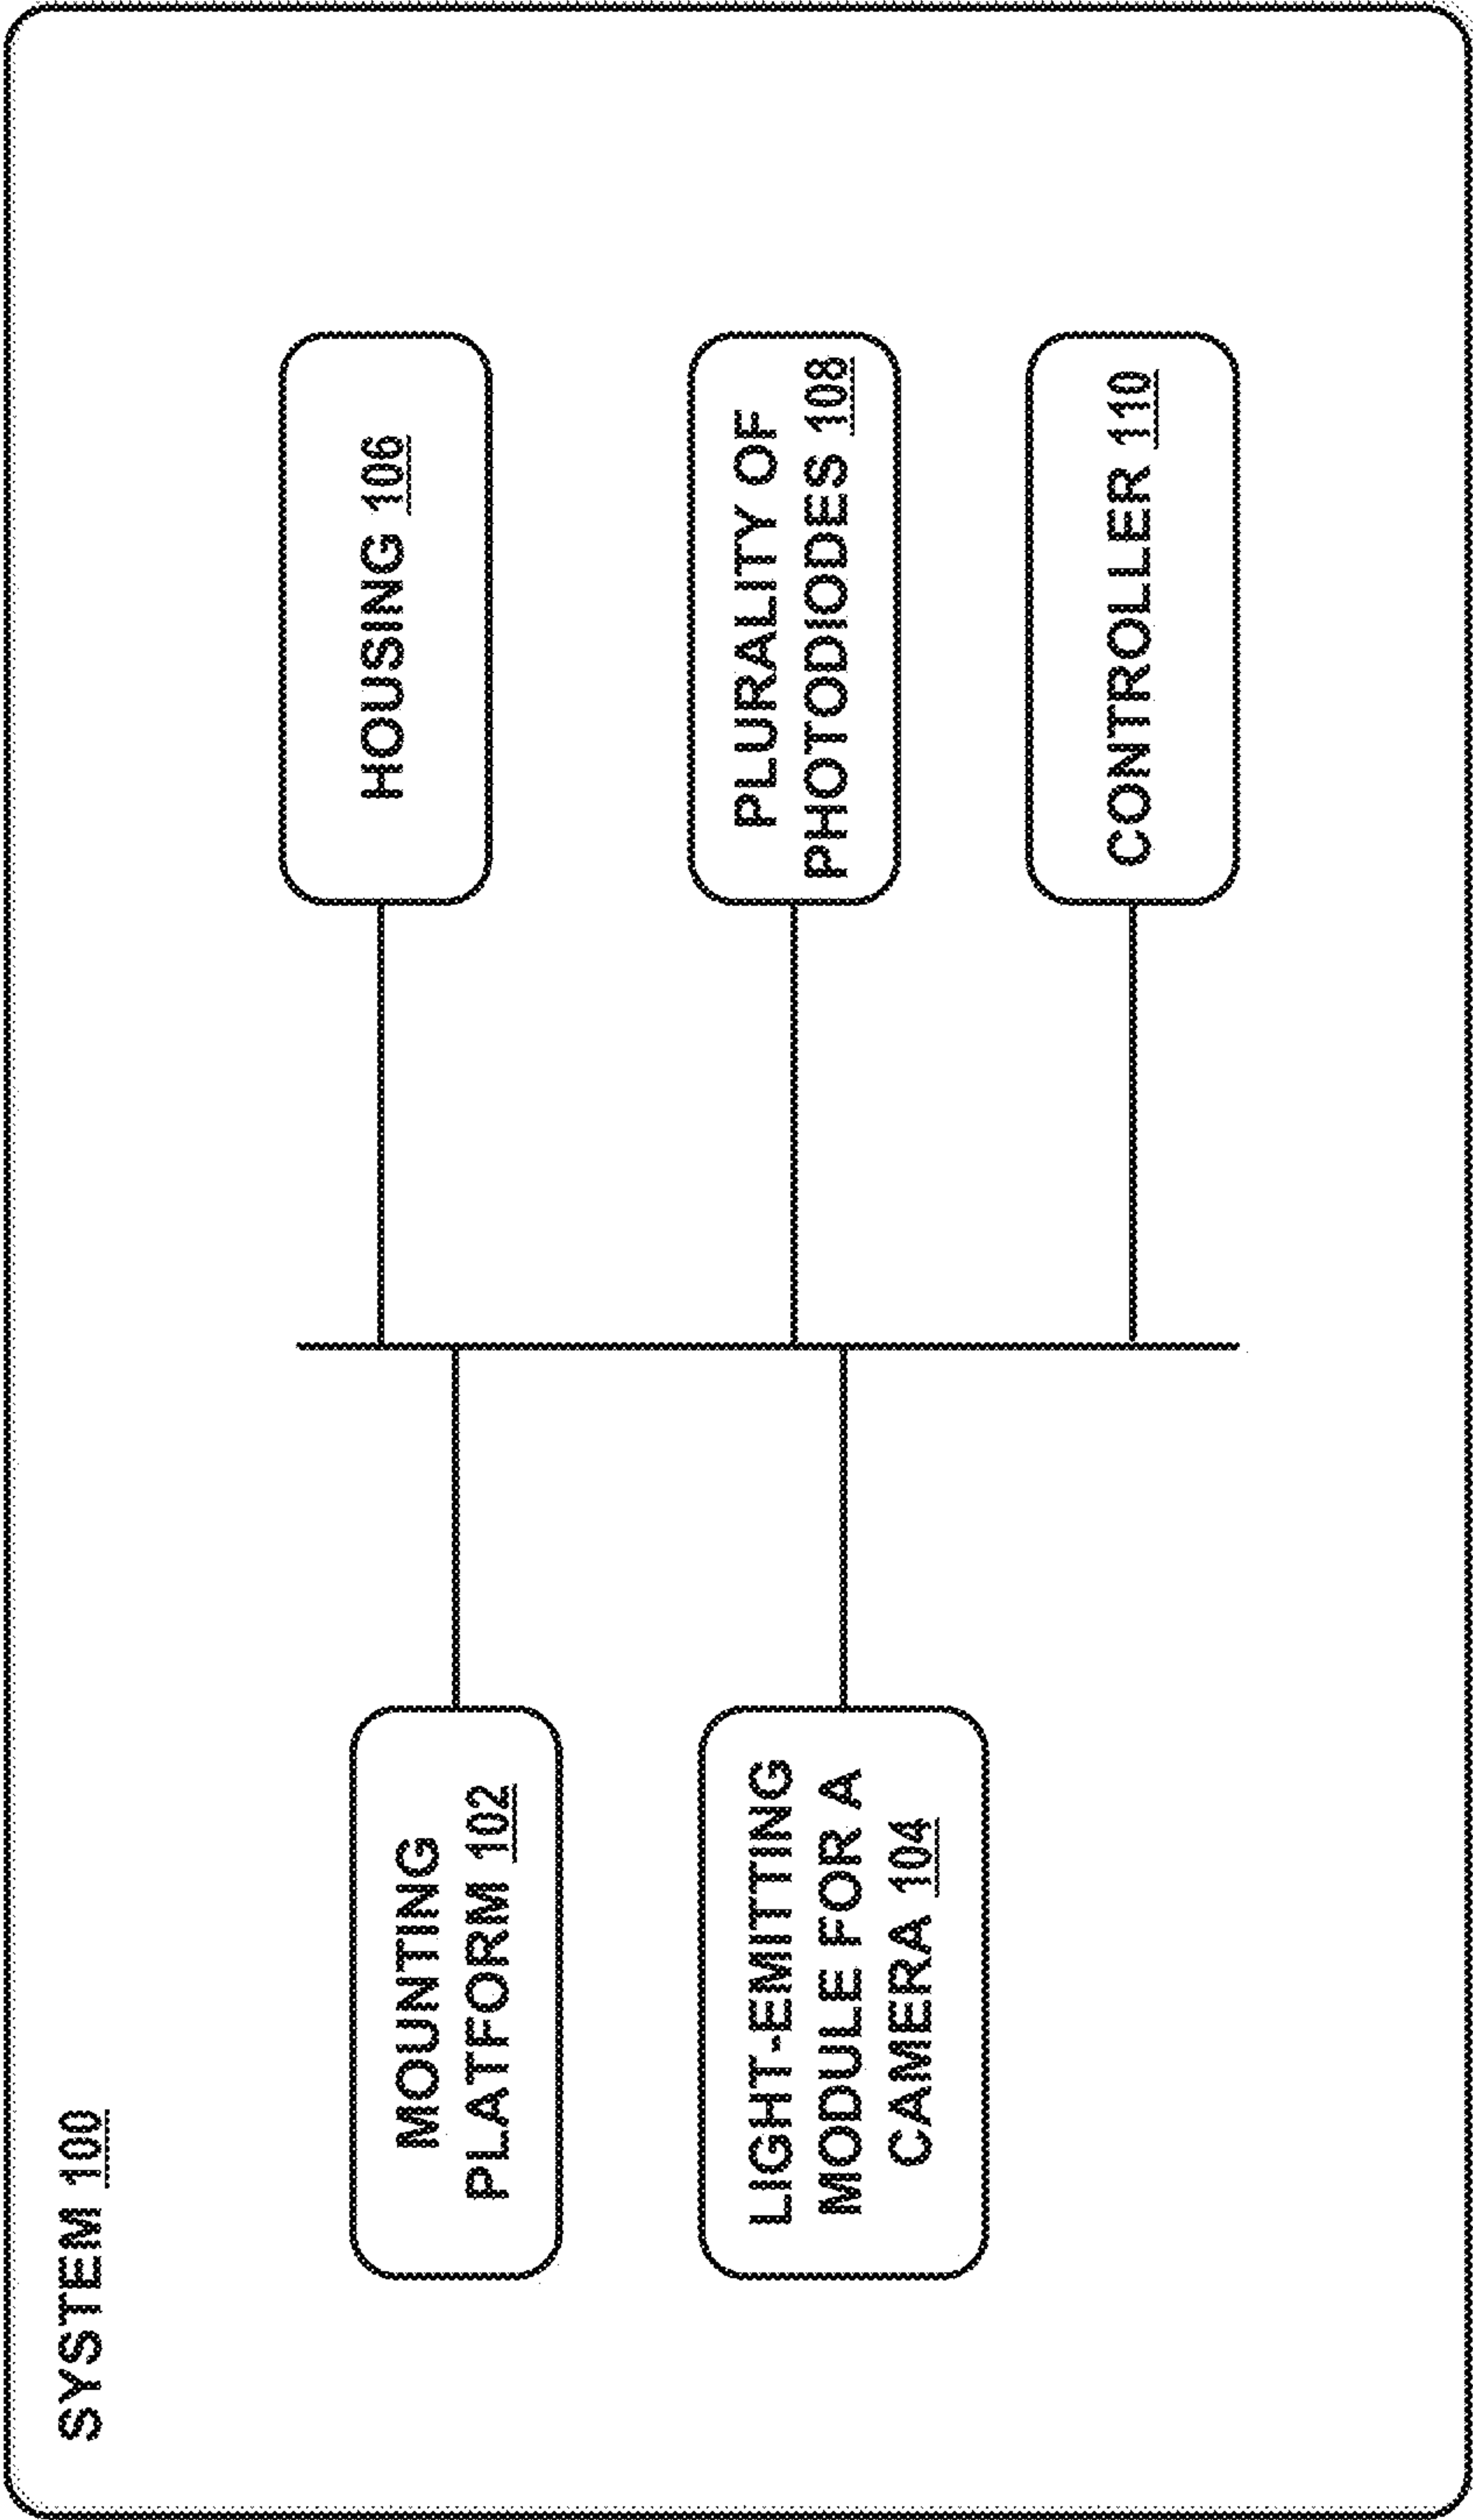 SYSTEM 100
MOUNTING
PLATFORM 102
LIGHT-EMITTING
MODULE FOR A
CAMERA 104
HOUSING 106
PLURALITY OF
PHOTODIODES 108
CONTROLLER 110